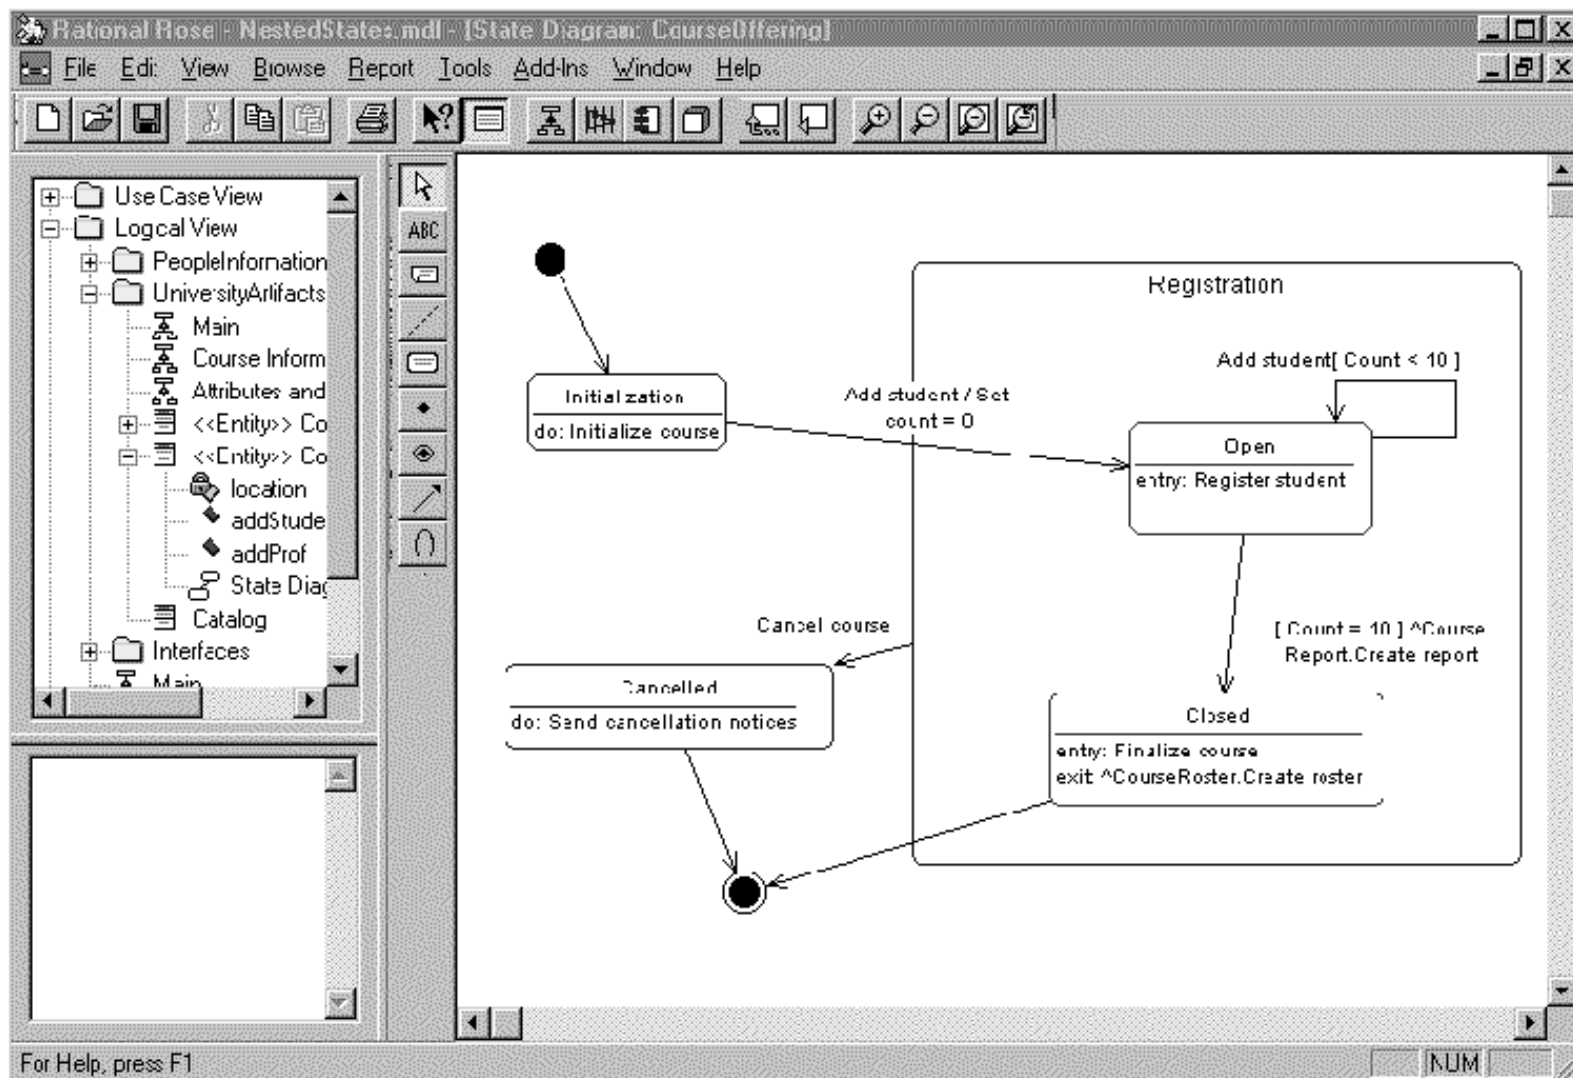 Rational Rose - NestedStates.mdl - [State Diagram: CourseOffering]
File Edit View Browse Report Tools Add-Ins Window Help
Use Case View
Logical View
PeopleInformation
UniversityArtifacts
Main
Course Inform
Attributes and
<<Entity>> Co
<<Entity>> Co
location
addStude
addProf
State Diag
Catalog
Interfaces
Main
ABC
Registration
Add student[ Count < 10 ]
Initialization
do: Initialize course
Add student / Set
count = 0
Open
entry: Register student
Cancel course
[ Count = 10 ] ^Course
Report.Create report
Cancelled
do: Send cancellation notices
Closed
entry: Finalize course
exit: ^CourseRoster.Create roster
For Help, press F1
NUM